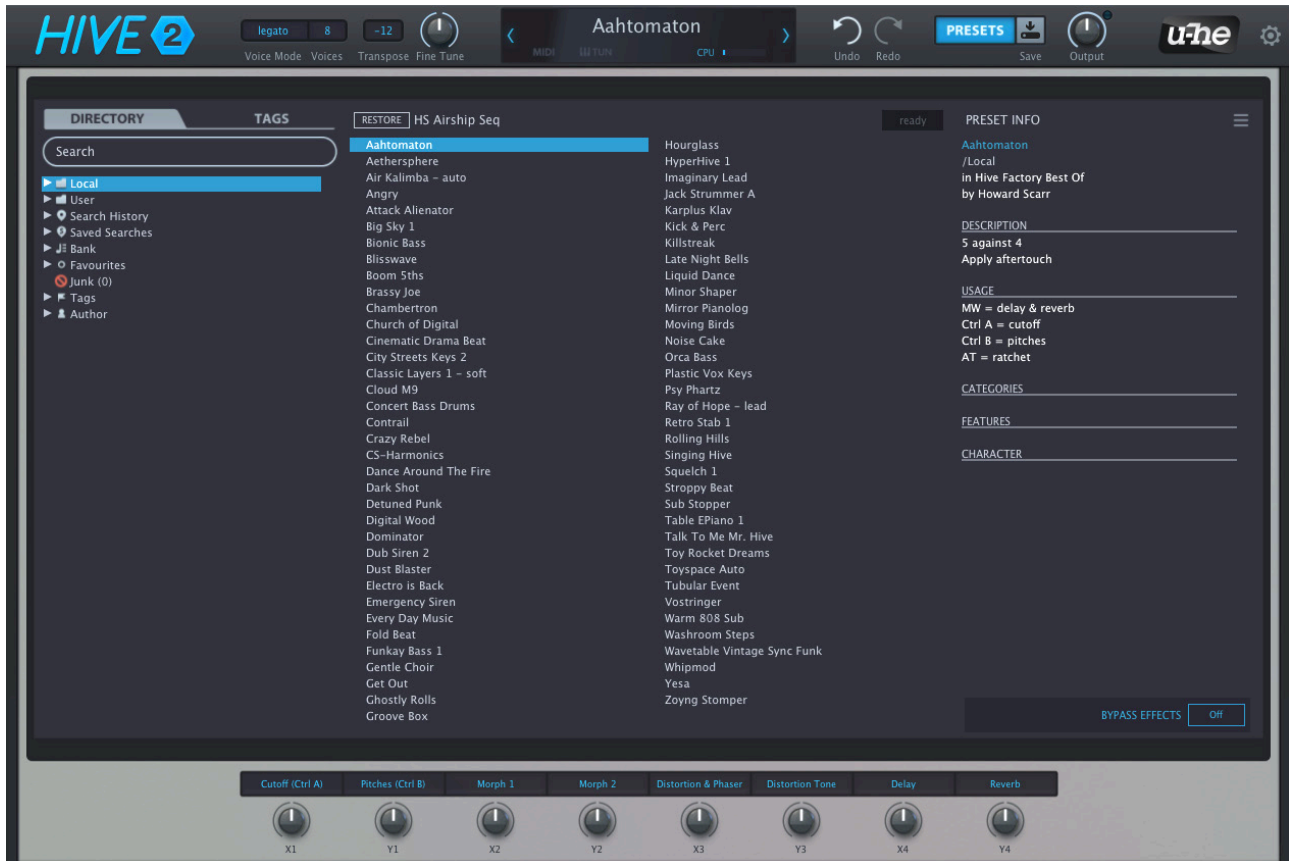 HIVE 2
legato 8 -12
Voice Mode Voices Transpose Fine Tune
Aahtomaton
MIDI TUN CPU
Undo Redo
PRESETS
Save Output
u-he
DIRECTORY TAGS
Search
Local
User
Search History
Saved Searches
Bank
Favourites
Junk (0)
Tags
Author
RESTORE HS Airship Seq
ready
Aahtomaton
Aethersphere
Air Kalimba - auto
Angry
Attack Alienator
Big Sky 1
Bionic Bass
Blisswave
Boom 5ths
Brassy Joe
Chambertron
Church of Digital
Cinematic Drama Beat
City Streets Keys 2
Classic Layers 1 - soft
Cloud M9
Concert Bass Drums
Contrail
Crazy Rebel
CS-Harmonics
Dance Around The Fire
Dark Shot
Detuned Punk
Digital Wood
Dominator
Dub Siren 2
Dust Blaster
Electro is Back
Emergency Siren
Every Day Music
Fold Beat
Funkay Bass 1
Gentle Choir
Get Out
Ghostly Rolls
Groove Box
Hourglass
HyperHive 1
Imaginary Lead
Jack Strummer A
Karplus Klav
Kick & Perc
Killstreak
Late Night Bells
Liquid Dance
Minor Shaper
Mirror Pianolog
Moving Birds
Noise Cake
Orca Bass
Plastic Vox Keys
Psy Phartz
Ray of Hope - lead
Retro Stab 1
Rolling Hills
Singing Hive
Squelch 1
Stroppy Beat
Sub Stopper
Table EPiano 1
Talk To Me Mr. Hive
Toy Rocket Dreams
Toyspace Auto
Tubular Event
Vostringer
Warm 808 Sub
Washroom Steps
Wavetable Vintage Sync Funk
Whipmod
Yesa
Zoyng Stomper
PRESET INFO
Aahtomaton
/Local
in Hive Factory Best Of
by Howard Scarr
DESCRIPTION
5 against 4
Apply aftertouch
USAGE
MW = delay & reverb
Ctrl A = cutoff
Ctrl B = pitches
AT = ratchet
CATEGORIES
FEATURES
CHARACTER
BYPASS EFFECTS Off
Cutoff (Ctrl A) Pitches (Ctrl B) Morph 1 Morph 2 Distortion & Phaser Distortion Tone Delay Reverb
X1 Y1 X2 Y2 X3 Y3 X4 Y4